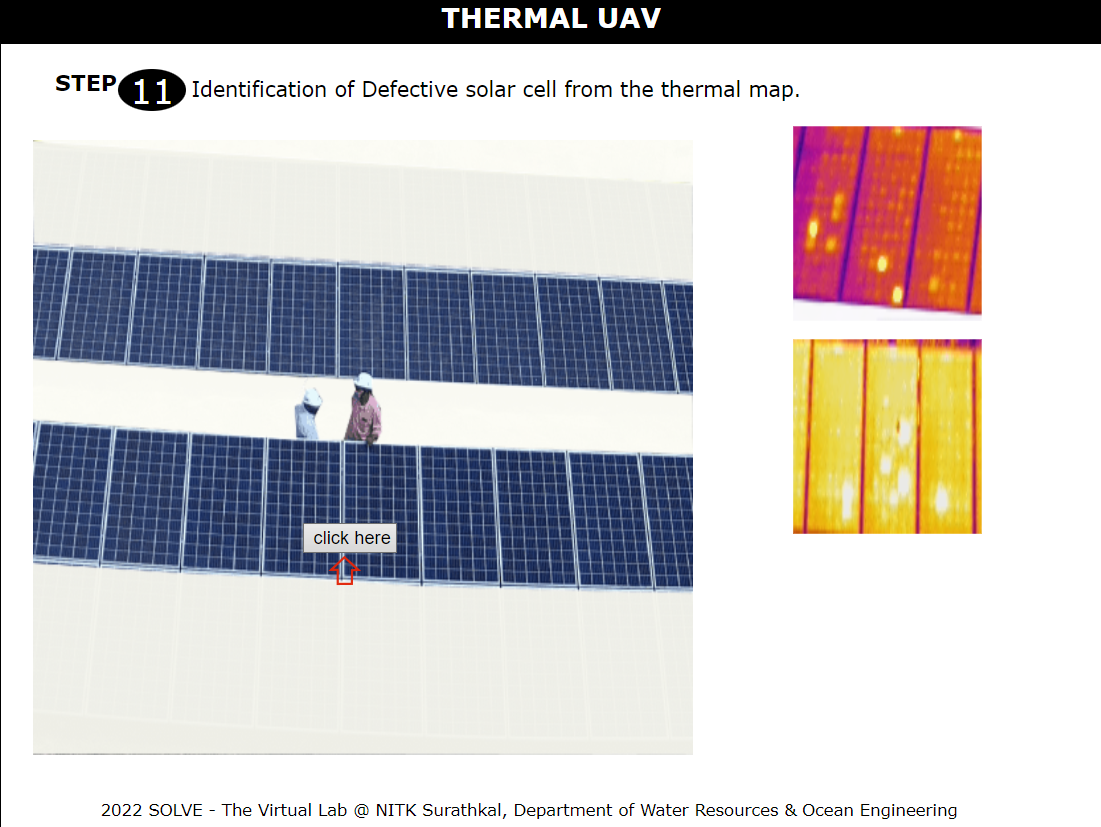 THERMAL UAV
STEP 11 Identification of Defective solar cell from the thermal map.
click here
2022 SOLVE - The Virtual Lab @ NITK Surathkal, Department of Water Resources & Ocean Engineering